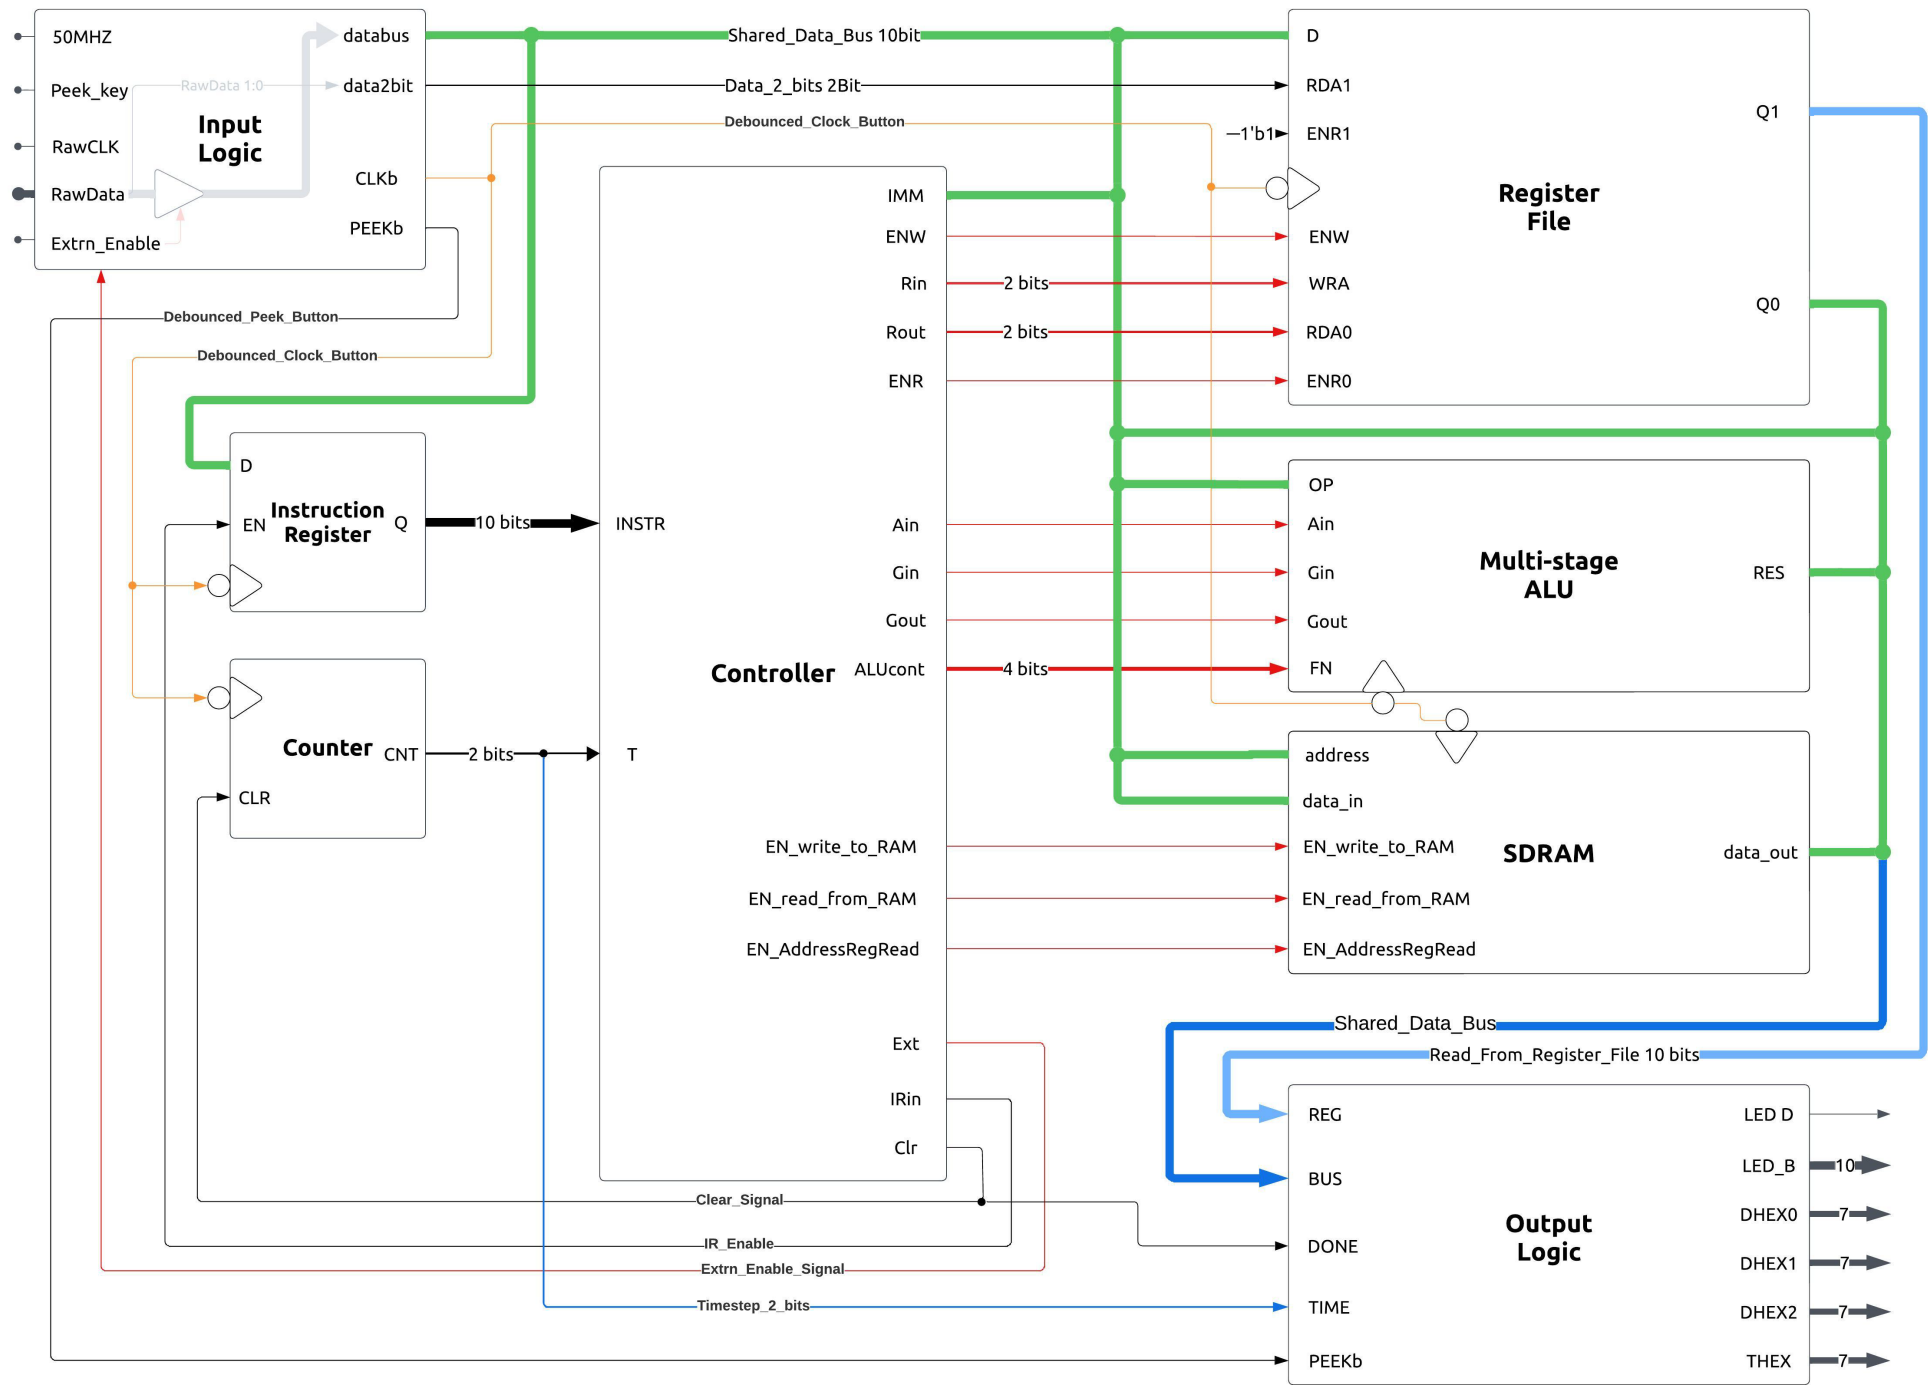 50MHZ
Peek_key
RawCLK
RawData
Extrn_Enable
RawData 1:0
Input
Logic
databus
data2bit
CLKb
PEEKb
Shared_Data_Bus 10bit
Data_2_bits 2Bit
Debounced_Clock_Button
Debounced_Peek_Button
Debounced_Clock_Button
D
RDA1
1'b1
ENR1
ENW
WRA
RDA0
ENR0
Register
File
Q1
Q0
IMM
ENW
Rin
2 bits
Rout
2 bits
ENR
D
EN
Instruction
Register
Q
10 bits
INSTR
Controller
Ain
Gin
Gout
ALUcont
4 bits
OP
Ain
Gin
Gout
FN
Multi-stage
ALU
RES
Counter
CNT
CLR
2 bits
T
EN_write_to_RAM
EN_read_from_RAM
EN_AddressRegRead
address
data_in
EN_write_to_RAM
EN_read_from_RAM
EN_AddressRegRead
SDRAM
data_out
Ext
IRin
Clr
Clear_Signal
IR_Enable
Extrn_Enable_Signal
Timestep_2_bits
Shared_Data_Bus
Read_From_Register_File 10 bits
REG
BUS
DONE
TIME
PEEKb
Output
Logic
LED D
LED_B
10
DHEX0
7
DHEX1
7
DHEX2
7
THEX
7